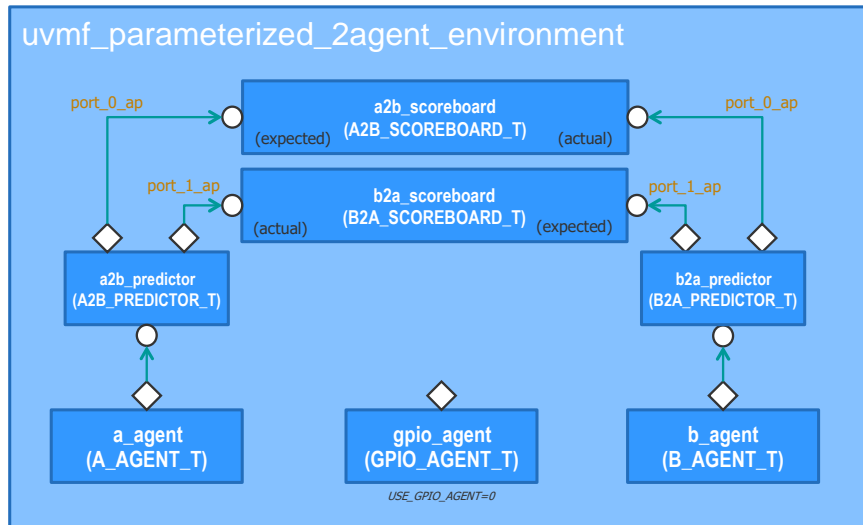 uvmf_parameterized_2agent_environment
port_0_ap
a2b_scoreboard
(A2B_SCOREBOARD_T)
port_0_ap
(expected)
(actual)
port_1_ap
b2a_scoreboard
(B2A_SCOREBOARD_T)
port_1_ap
(actual)
(expected)
a2b_predictor
(A2B_PREDICTOR_T)
b2a_predictor
(B2A_PREDICTOR_T)
a_agent
(A_AGENT_T)
gpio_agent
(GPIO_AGENT_T)
b_agent
(B_AGENT_T)
USE_GPIO_AGENT=0